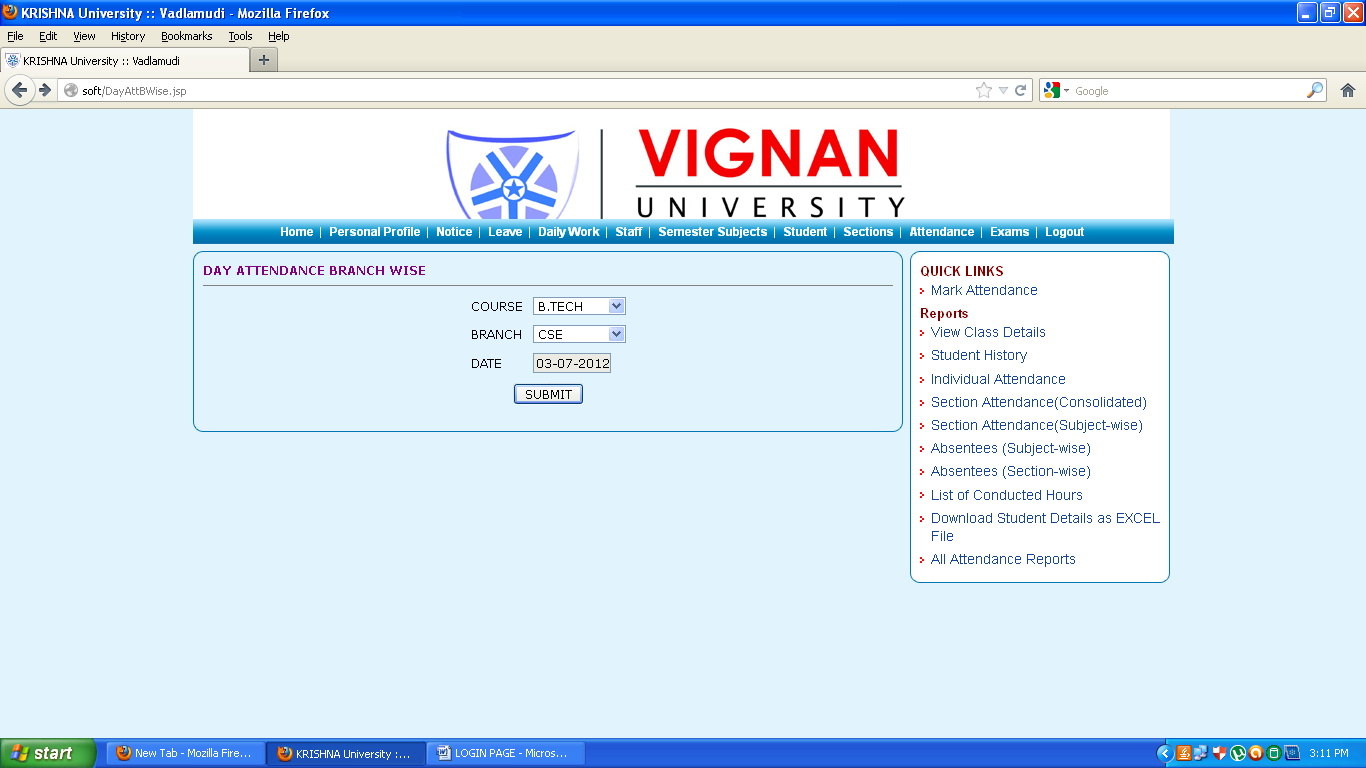 KRISHNA University :: Vadlamudi - Mozilla Firefox
File Edit View History Bookmarks Tools Help
KRISHNA University :: Vadlamudi
soft/DayAttBWise.jsp
Google
VIGNAN
UNIVERSITY
Home | Personal Profile | Notice | Leave | Daily Work | Staff | Semester Subjects | Student | Sections | Attendance | Exams | Logout
DAY ATTENDANCE BRANCH WISE
COURSE B.TECH
BRANCH CSE
DATE 03-07-2012
SUBMIT
QUICK LINKS
Mark Attendance
Reports
View Class Details
Student History
Individual Attendance
Section Attendance(Consolidated)
Section Attendance(Subject-wise)
Absentees (Subject-wise)
Absentees (Section-wise)
List of Conducted Hours
Download Student Details as EXCEL
File
All Attendance Reports
start New Tab - Mozilla Fire... KRISHNA University :... LOGIN PAGE - Micros... 3:11 PM